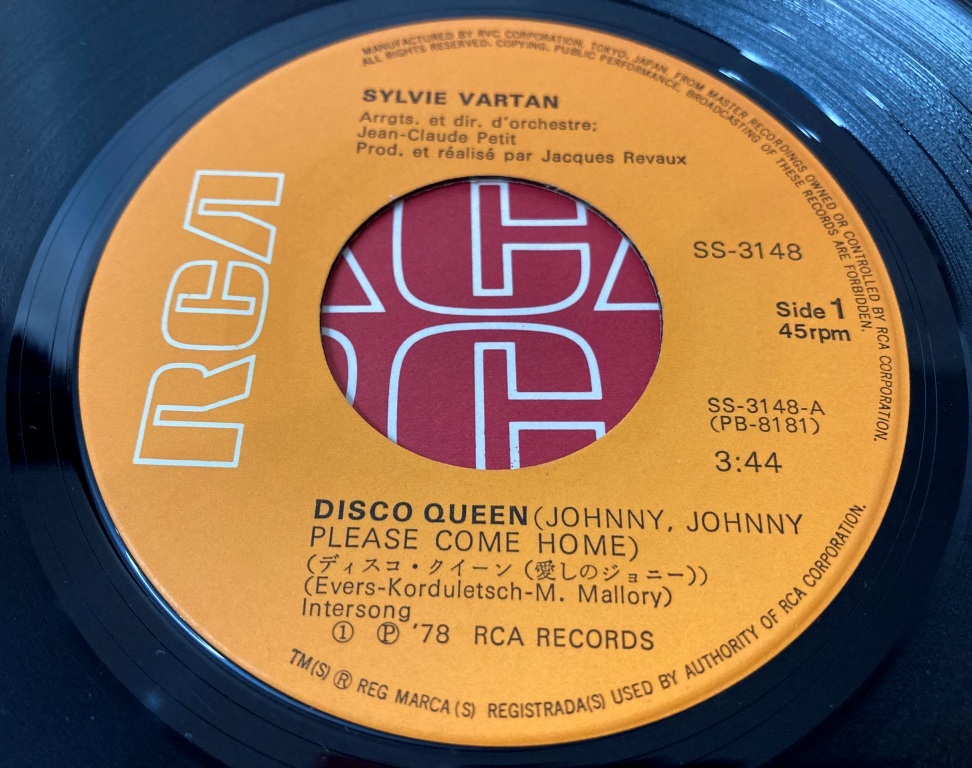 MANUFACTURED BY RVC CORPORATION, TOKYO, JAPAN, FROM MASTER RECORDINGS OWNED OR CONTROLLED BY RCA CORPORATION.
ALL RIGHTS RESERVED. COPYING, PUBLIC PERFORMANCE, BROADCASTING OF THESE RECORDS ARE FORBIDDEN.
SYLVIE VARTAN
Arrgts. et dir. d'orchestre;
Jean-Claude Petit
Prod. et réalisé par Jacques Revaux
RCA
SS-3148
Side 1
45rpm
SS-3148-A
(PB-8181)
3:44
DISCO QUEEN (JOHNNY, JOHNNY
PLEASE COME HOME)
(ディスコ・クイーン (愛しのジョニー))
(Evers-Korduletsch-M. Mallory)
Intersong
① Ⓟ '78 RCA RECORDS
TM(S) ® REG MARCA(S) REGISTRADA(S) USED BY AUTHORITY OF RCA CORPORATION.